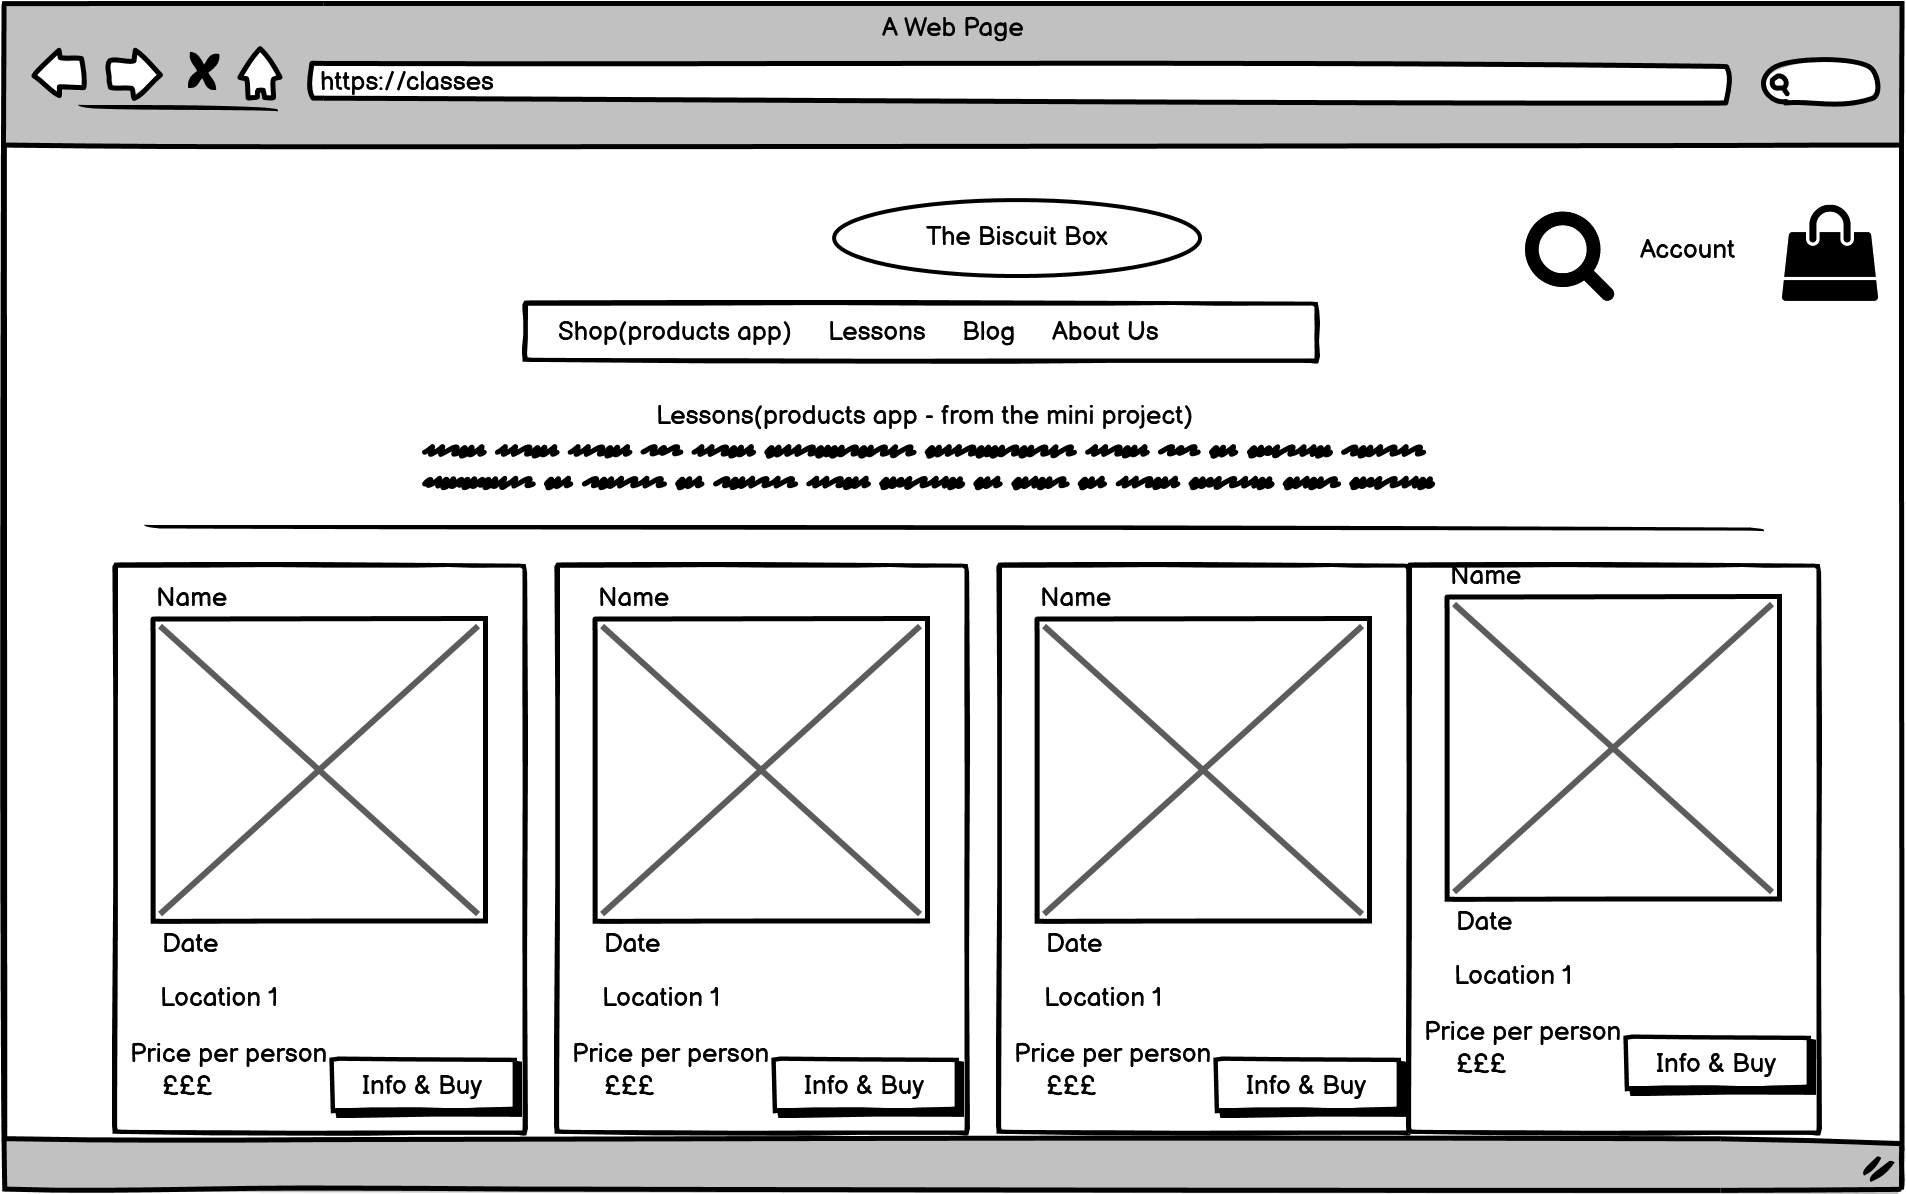 A Web Page
https://classes
The Biscuit Box
Account
Shop(products app) Lessons Blog About Us
Lessons(products app - from the mini project)
Name
Date
Location 1
Price per person
£££
Info & Buy
Name
Date
Location 1
Price per person
£££
Info & Buy
Name
Date
Location 1
Price per person
£££
Info & Buy
Name
Date
Location 1
Price per person
£££
Info & Buy